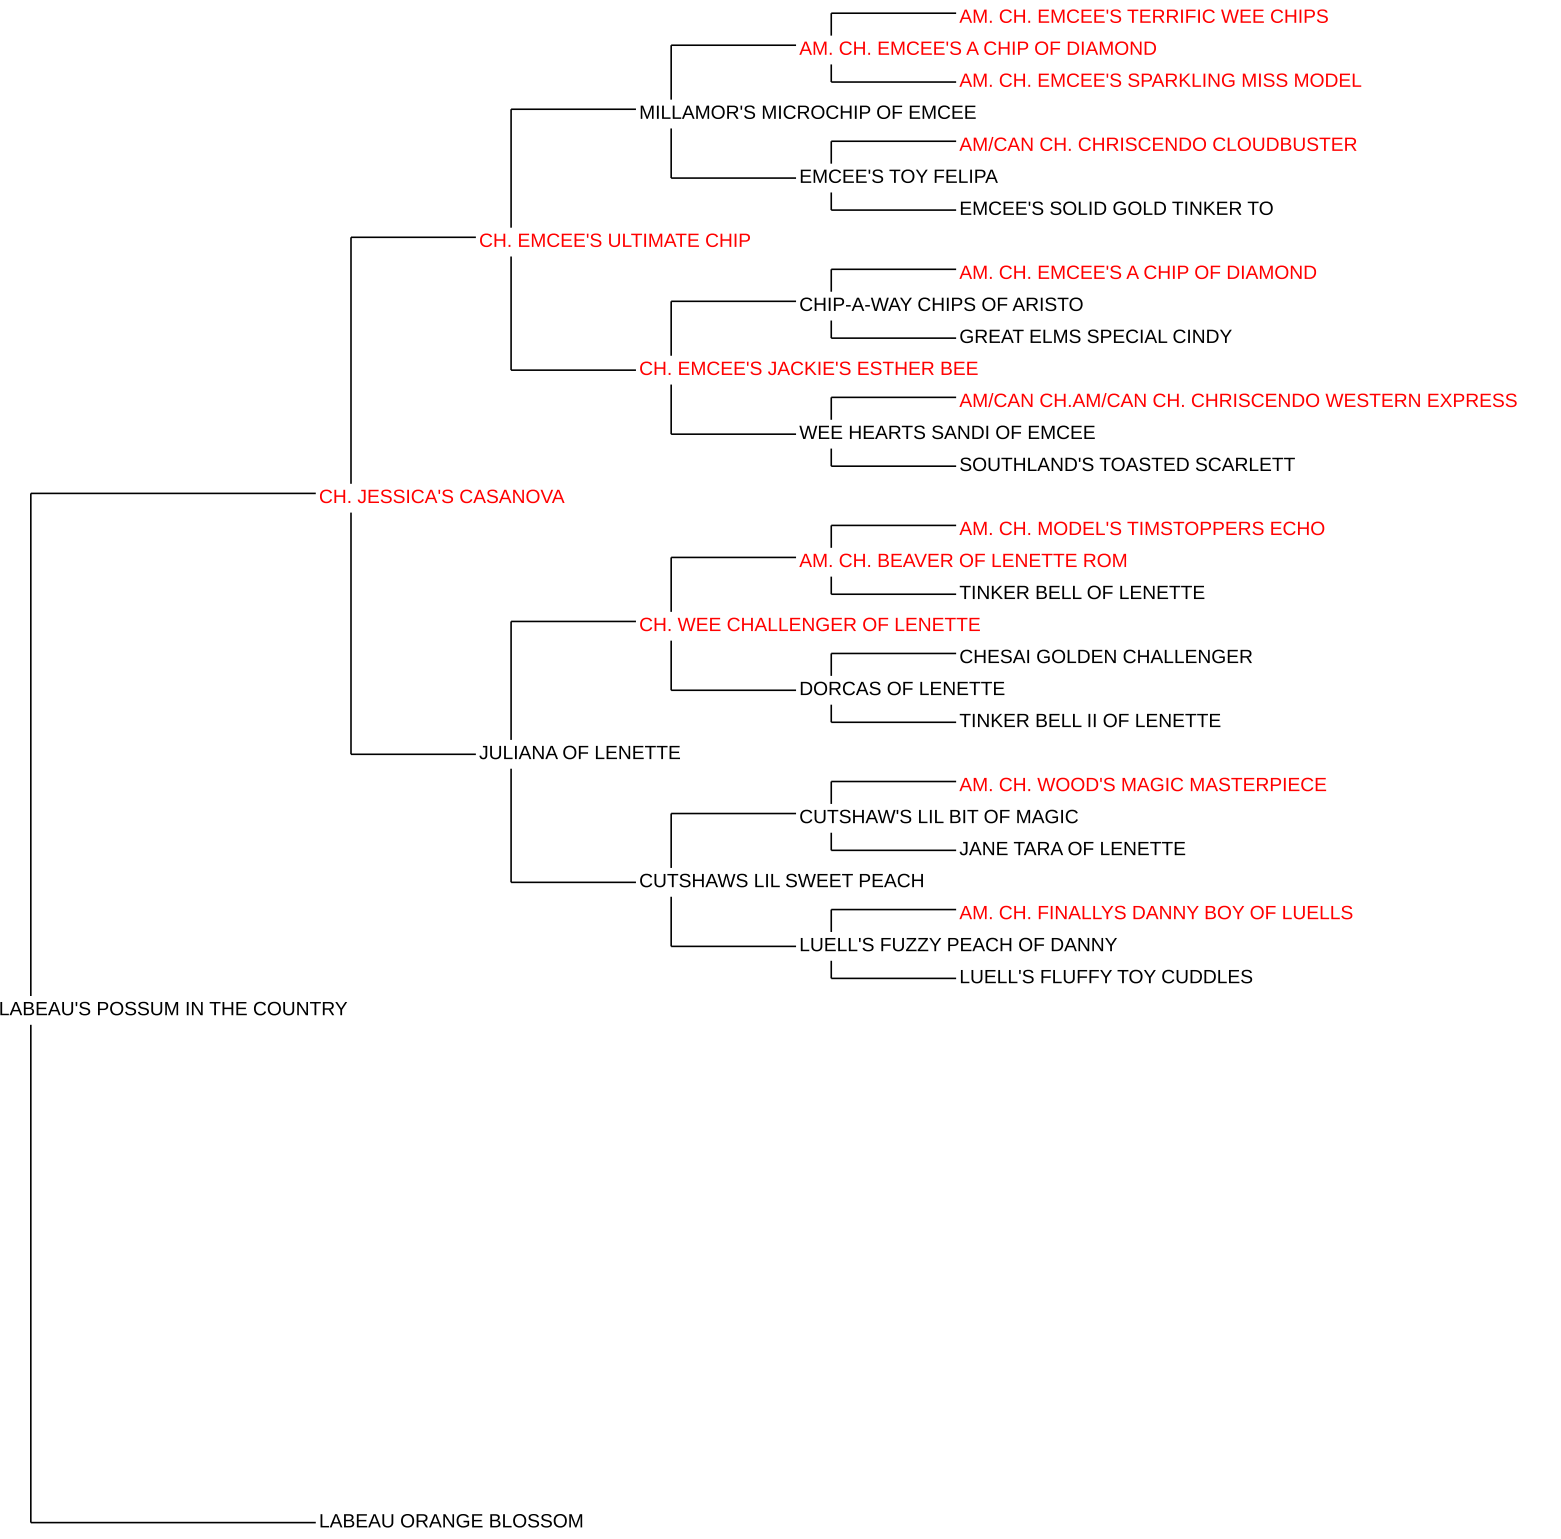 AM. CH. EMCEE'S TERRIFIC WEE CHIPS
AM. CH. EMCEE'S A CHIP OF DIAMOND
AM. CH. EMCEE'S SPARKLING MISS MODEL
MILLAMOR'S MICROCHIP OF EMCEE
AM/CAN CH. CHRISCENDO CLOUDBUSTER
EMCEE'S TOY FELIPA
EMCEE'S SOLID GOLD TINKER TO
CH. EMCEE'S ULTIMATE CHIP
AM. CH. EMCEE'S A CHIP OF DIAMOND
CHIP-A-WAY CHIPS OF ARISTO
GREAT ELMS SPECIAL CINDY
CH. EMCEE'S JACKIE'S ESTHER BEE
AM/CAN CH.AM/CAN CH. CHRISCENDO WESTERN EXPRESS
WEE HEARTS SANDI OF EMCEE
SOUTHLAND'S TOASTED SCARLETT
CH. JESSICA'S CASANOVA
AM. CH. MODEL'S TIMSTOPPERS ECHO
AM. CH. BEAVER OF LENETTE ROM
TINKER BELL OF LENETTE
CH. WEE CHALLENGER OF LENETTE
CHESAI GOLDEN CHALLENGER
DORCAS OF LENETTE
TINKER BELL II OF LENETTE
JULIANA OF LENETTE
AM. CH. WOOD'S MAGIC MASTERPIECE
CUTSHAW'S LIL BIT OF MAGIC
JANE TARA OF LENETTE
CUTSHAWS LIL SWEET PEACH
AM. CH. FINALLYS DANNY BOY OF LUELLS
LUELL'S FUZZY PEACH OF DANNY
LUELL'S FLUFFY TOY CUDDLES
LABEAU'S POSSUM IN THE COUNTRY
LABEAU ORANGE BLOSSOM